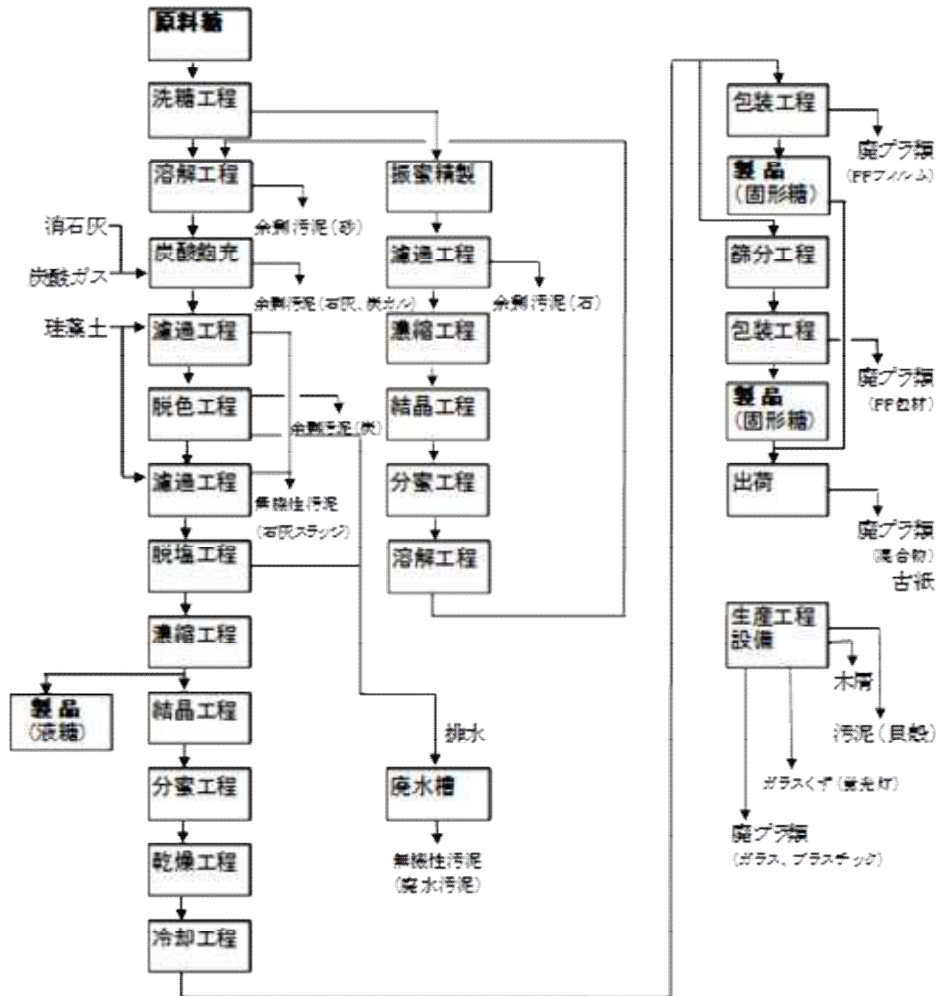 原料糖
洗糖工程
溶解工程
余剰汚泥(砂)
消石灰
炭酸ガス
炭酸飽充
余剰汚泥(石灰、炭カル)
珪藻土
濾過工程
脱色工程
余剰汚泥(炭)
濾過工程
無機性汚泥
(石灰スラッジ)
脱塩工程
濃縮工程
製品
(液糖)
結晶工程
分蜜工程
乾燥工程
冷却工程
振蜜精製
濾過工程
余剰汚泥(石)
濃縮工程
結晶工程
分蜜工程
溶解工程
排水
廃水槽
無機性汚泥
(廃水汚泥)
包装工程
廃プラ類
(PPフィルム)
製品
(固形糖)
篩分工程
包装工程
廃プラ類
(PP包材)
製品
(固形糖)
出荷
廃プラ類
(混合物)
古紙
生産工程
設備
木屑
汚泥(貝殻)
ガラスくず(蛍光灯)
廃プラ類
(ガラス、プラスチック)